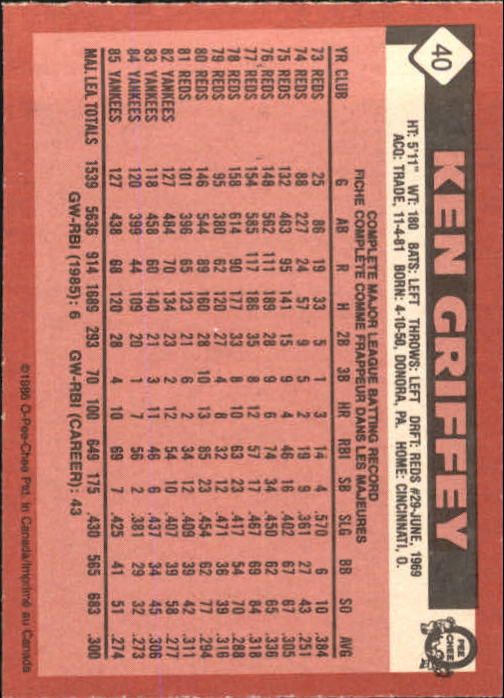 40
KEN GRIFFEY
O-PEE-CHEE
HT: 5'11" WT: 180 BATS: LEFT THROWS: LEFT DRFT: REDS #29-JUNE, 1969
ACQ: TRADE, 11-4-81 BORN: 4-10-50, DONORA, PA. HOME: CINCINNATI, O.
COMPLETE MAJOR LEAGUE BATTING RECORD
FICHE COMPLÈTE COMME FRAPPEUR DANS LES MAJEURES
YR CLUB G AB R H 2B 3B HR RBI SB SLG BB SO AVG
73 REDS 25 86 19 33 5 1 3 14 4 .570 6 10 .384
74 REDS 88 227 24 57 9 5 2 19 9 .361 27 43 .251
75 REDS 132 463 95 141 15 9 4 46 16 .402 67 67 .305
76 REDS 148 562 111 189 28 9 6 74 34 .450 62 65 .336
77 REDS 154 585 117 186 35 8 12 57 17 .467 69 84 .318
78 REDS 158 614 90 177 33 8 10 63 23 .417 54 70 .288
79 REDS 95 380 62 120 27 4 8 32 12 .471 36 39 .316
80 REDS 146 544 89 160 28 10 13 85 23 .454 62 77 .294
81 REDS 101 396 65 123 21 6 2 34 12 .409 39 42 .311
82 YANKEES 127 484 70 134 23 2 12 54 10 .407 39 58 .277
83 YANKEES 118 458 60 140 21 3 11 46 6 .437 34 45 .306
84 YANKEES 120 399 44 109 20 1 7 56 2 .381 29 32 .273
85 YANKEES 127 438 68 120 28 4 10 69 7 .425 41 51 .274
MAJ. LEA. TOTALS 1539 5636 914 1689 293 70 100 649 175 .430 565 683 .300
GW-RBI (1985): 6 GW-RBI (CAREER): 43
©1986 O-Pee-Chee Ptd. in Canada/Imprimé au Canada